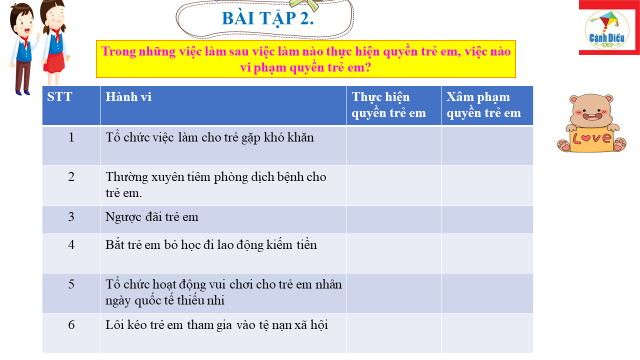 BÀI TẬP 2.
Cánh Diều
Trong những việc làm sau việc làm nào thực hiện quyền trẻ em, việc nào
vi phạm quyền trẻ em?
STT Hành vi Thực hiện quyền trẻ em Xâm phạm quyền trẻ em
1 Tổ chức việc làm cho trẻ gặp khó khăn
2 Thường xuyên tiêm phòng dịch bệnh cho
trẻ em.
3 Ngược đãi trẻ em
4 Bắt trẻ em bỏ học đi lao động kiếm tiền
5 Tổ chức hoạt động vui chơi cho trẻ em nhân
ngày quốc tế thiếu nhi
6 Lôi kéo trẻ em tham gia vào tệ nạn xã hội
Love